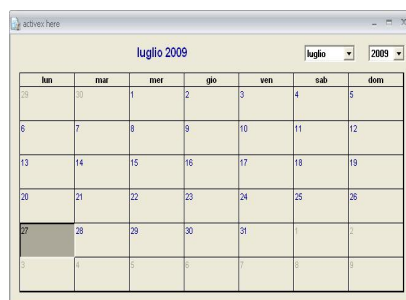 activex here
luglio 2009 luglio 2009
lun mar mer gio ven sab dom
29 30 1 2 3 4 5
6 7 8 9 10 11 12
13 14 15 16 17 18 19
20 21 22 23 24 25 26
27 28 29 30 31 1 2
3 4 5 6 7 8 9